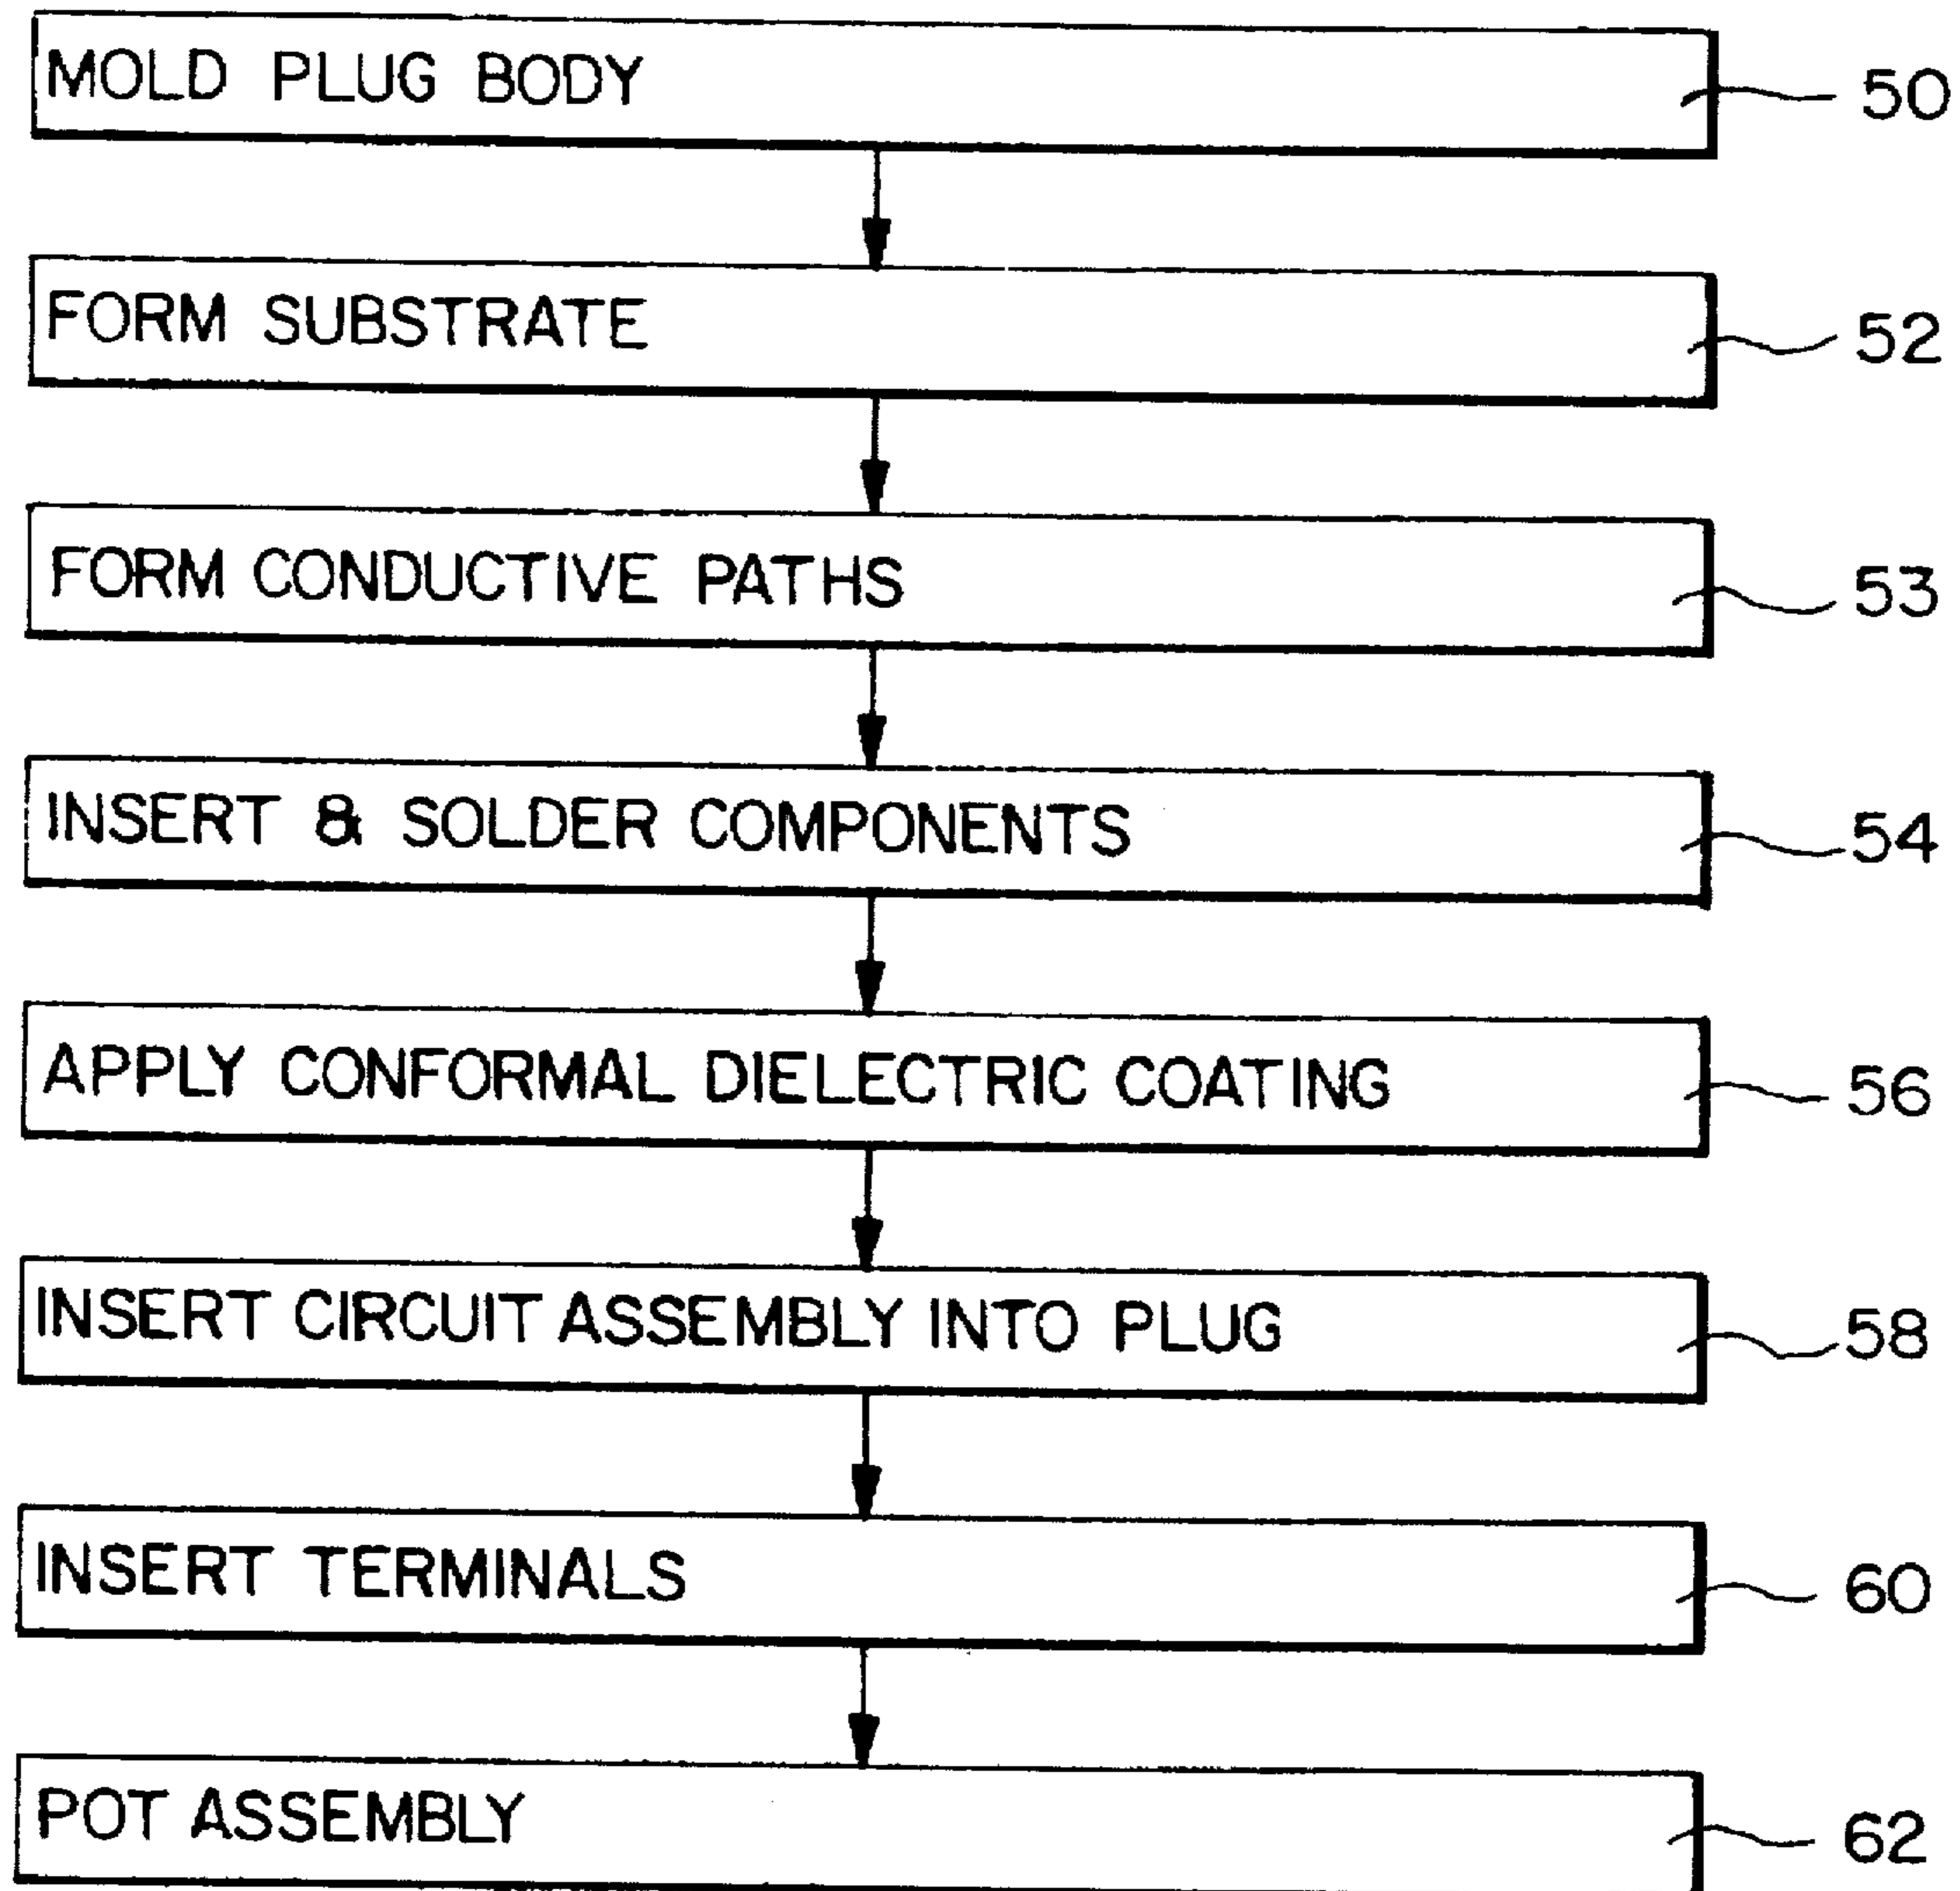 MOLD PLUG BODY 50
FORM SUBSTRATE 52
FORM CONDUCTIVE PATHS 53
INSERT & SOLDER COMPONENTS 54
APPLY CONFORMAL DIELECTRIC COATING 56
INSERT CIRCUIT ASSEMBLY INTO PLUG 58
INSERT TERMINALS 60
POT ASSEMBLY 62